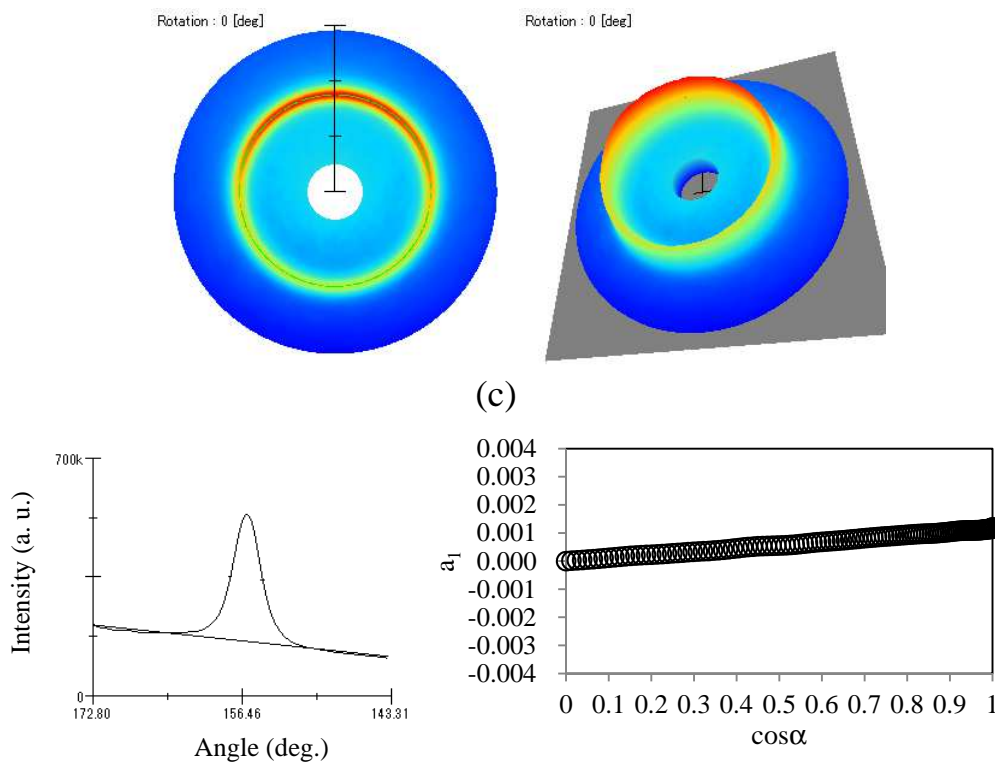 Rotation : 0 [deg]
Rotation : 0 [deg]
(c)
700k
0
172.80
156.46
143.31
Intensity (a. u.)
Angle (deg.)
0.004
0.003
0.002
0.001
0.000
-0.001
-0.002
-0.003
-0.004
a1
0 0.1 0.2 0.3 0.4 0.5 0.6 0.7 0.8 0.9 1
cosα